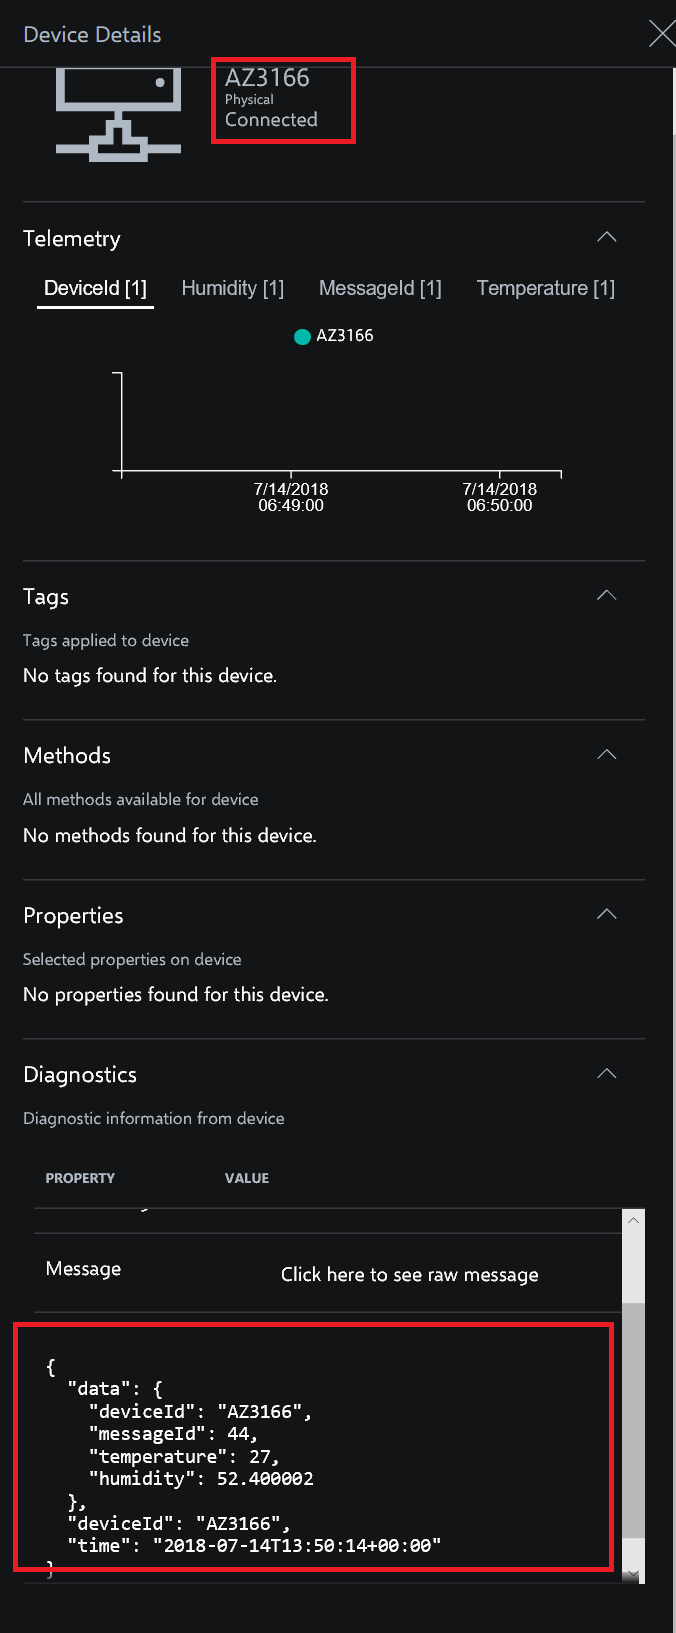 Device Details
AZ3166
Physical
Connected
Telemetry
DeviceId [1] Humidity [1] MessageId [1] Temperature [1]
AZ3166
7/14/2018 7/14/2018
06:49:00 06:50:00
Tags
Tags applied to device
No tags found for this device.
Methods
All methods available for device
No methods found for this device.
Properties
Selected properties on device
No properties found for this device.
Diagnostics
Diagnostic information from device
PROPERTY VALUE
Message Click here to see raw message
{
"data": {
"deviceId": "AZ3166",
"messageId": 44,
"temperature": 27,
"humidity": 52.400002
},
"deviceId": "AZ3166",
"time": "2018-07-14T13:50:14+00:00"
}